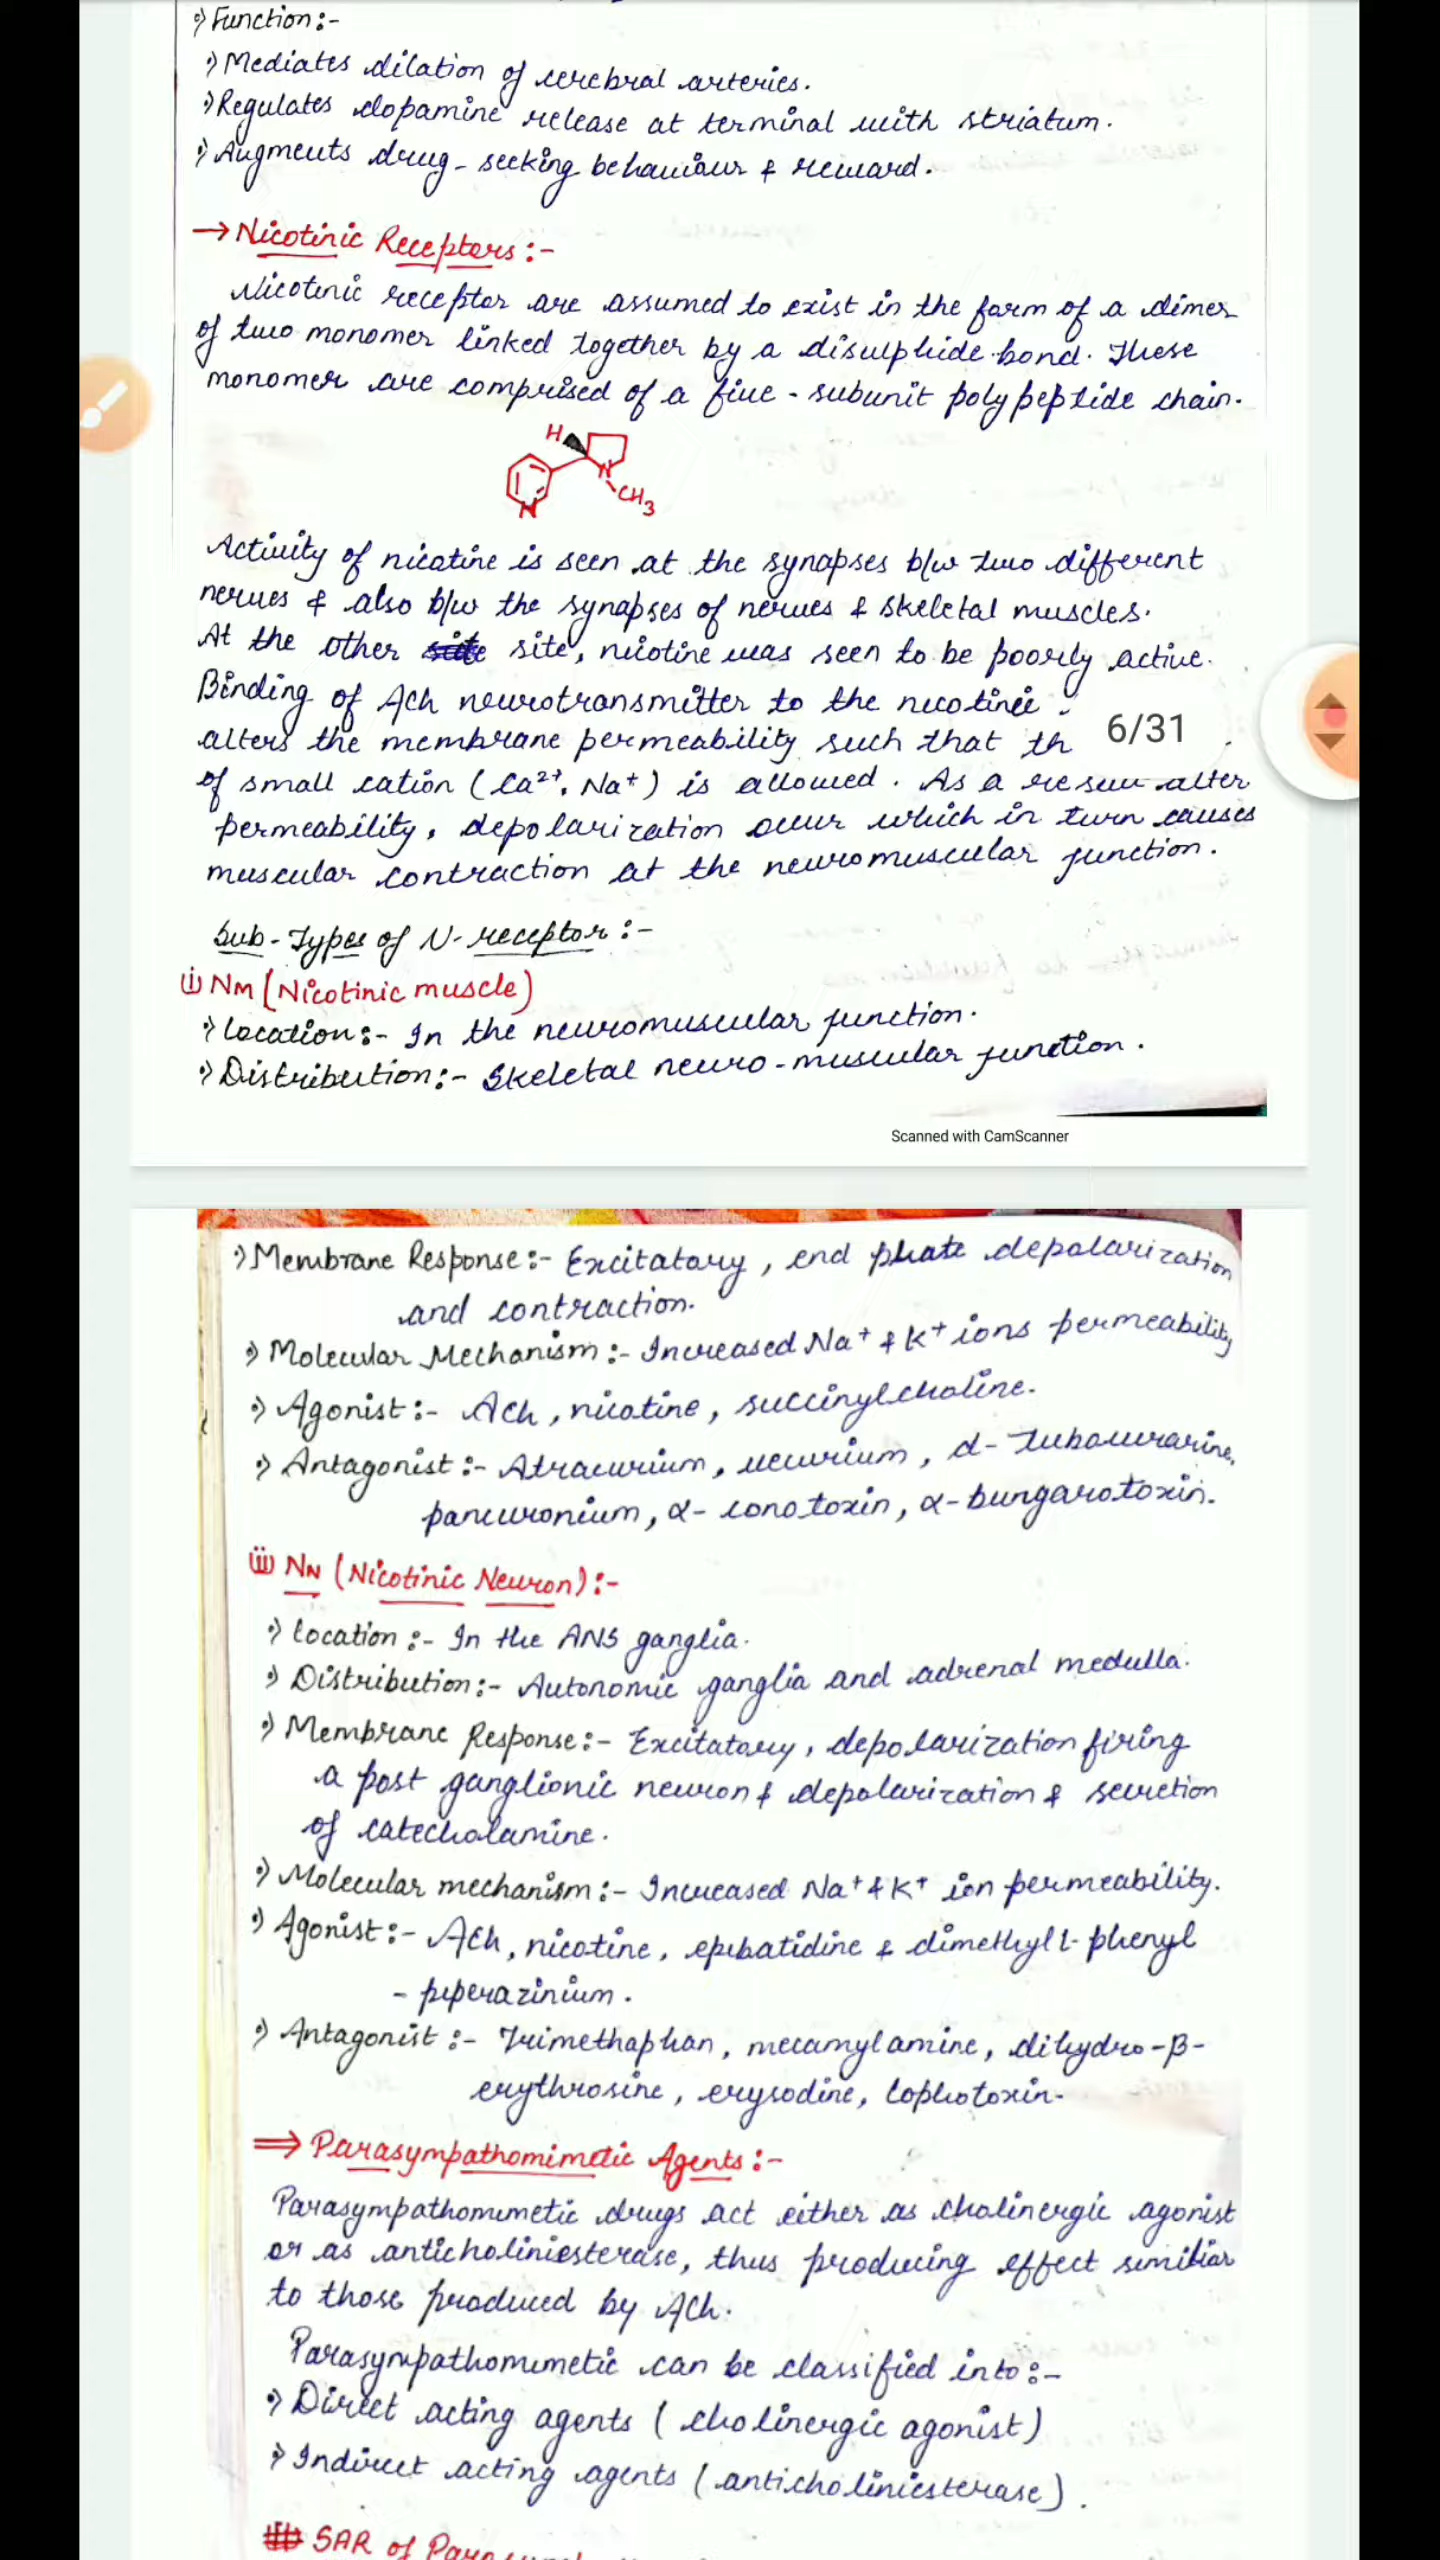 Function:-
Mediates dilation of cerebral arteries.
Regulates dopamine release at terminal with striatum.
Augments drug-seeking behaviour & reward.
→ Nicotinic Receptors:-
Nicotinic receptor are assumed to exist in the form of a dimer
of two monomer linked together by a disulphide bond. These
monomer are comprised of a five-subunit polypeptide chain.
H
N
CH3
N
Activity of nicotine is seen at the synapses b/w two different
nerves & also b/w the synapses of nerves & skeletal muscles.
At the other site, nicotine was seen to be poorly active.
Binding of Ach neurotransmitter to the nicotinic
alters the membrane permeability such that th
6/31
of small cation (Ca²⁺, Na⁺) is allowed. As a alter
permeability, depolarization occur which in turn causes
muscular contraction at the neuromuscular junction.
Sub-Types of N-receptor:-
i) NM (Nicotinic muscle)
Location:- In the neuromuscular junction.
Distribution:- Skeletal neuro-muscular junction.
Scanned with CamScanner
Membrane Response:- Excitatory, end plate depolarization
and contraction.
Molecular Mechanism:- Increased Na⁺ & K⁺ ions permeability
Agonist:- Ach, nicotine, succinylcholine.
Antagonist:- Atracurium, vecurium, d-Tubocurarine,
pancuronium, α-conotoxin, α-bungarotoxin.
ii) NN (Nicotinic Neuron):-
Location:- In the ANS ganglia.
Distribution:- Autonomic ganglia and adrenal medulla.
Membrane Response:- Excitatory, depolarization firing
a post ganglionic neuron & depolarization & secretion
of catecholamine.
Molecular mechanism:- Increased Na⁺ & K⁺ ion permeability.
Agonist:- Ach, nicotine, epibatidine & dimethyl 1-phenyl
-piperazinium.
Antagonist:- Trimethaphan, mecamylamine, dihydro-β-
erythrosine, erysodine, lophotoxin.
⇒ Parasympathomimetic Agents:-
Parasympathomimetic drugs act either as cholinergic agonist
or as anticholiniesterase, thus producing effect similiar
to those produced by Ach.
Parasympathomimetic can be classified into:-
Direct acting agents (cholinergic agonist)
Indirect acting agents (anticholiniesterase).
SAR of